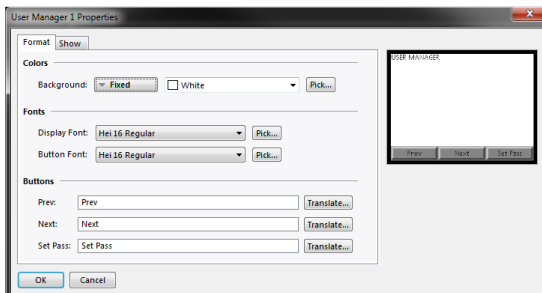 User Manager 1 Properties
Format Show
Colors
Background: Fixed White Pick...
Fonts
Display Font: Hei 16 Regular Pick...
Button Font: Hei 16 Regular Pick...
Buttons
Prev: Prev Translate...
Next: Next Translate...
Set Pass: Set Pass Translate...
OK Cancel
USER MANAGER
Prev Next Set Pass